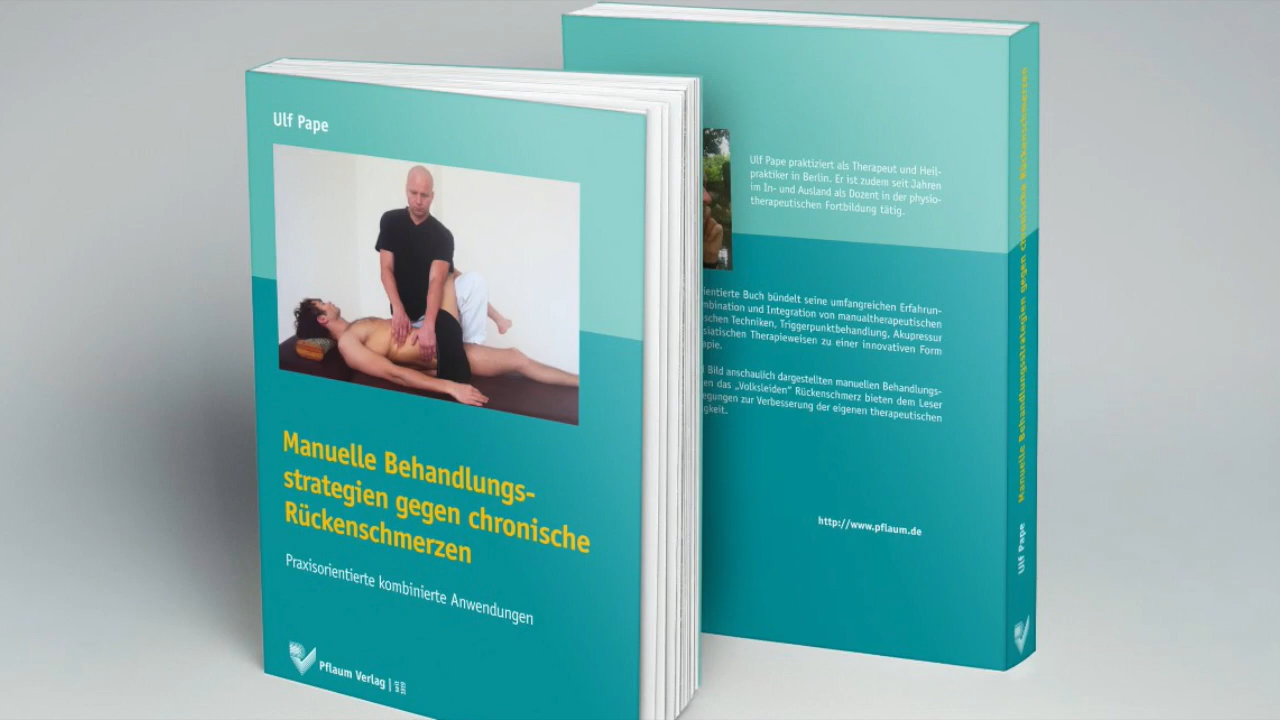 Ulf Pape
Manuelle Behandlungs-
strategien gegen chronische
Rückenschmerzen
Praxisorientierte kombinierte Anwendungen
Pflaum Verlag
seit
1919
Ulf Pape praktiziert als Therapeut und Heil-
praktiker in Berlin. Er ist zudem seit Jahren
im In- und Ausland als Dozent in der physio-
therapeutischen Fortbildung tätig.
ientierte Buch bündelt seine umfangreichen Erfahrun-
mbination und Integration von manualtherapeutischen
schen Techniken, Triggerpunktbehandlung, Akupressur
siatischen Therapieweisen zu einer innovativen Form
apie.
Bild anschaulich dargestellten manuellen Behandlungs-
en das „Volksleiden“ Rückenschmerz bieten dem Leser
egungen zur Verbesserung der eigenen therapeutischen
gkeit.
http://www.pflaum.de
Ulf Pape Manuelle Behandlungsstrategien gegen chronische Rückenschmerzen